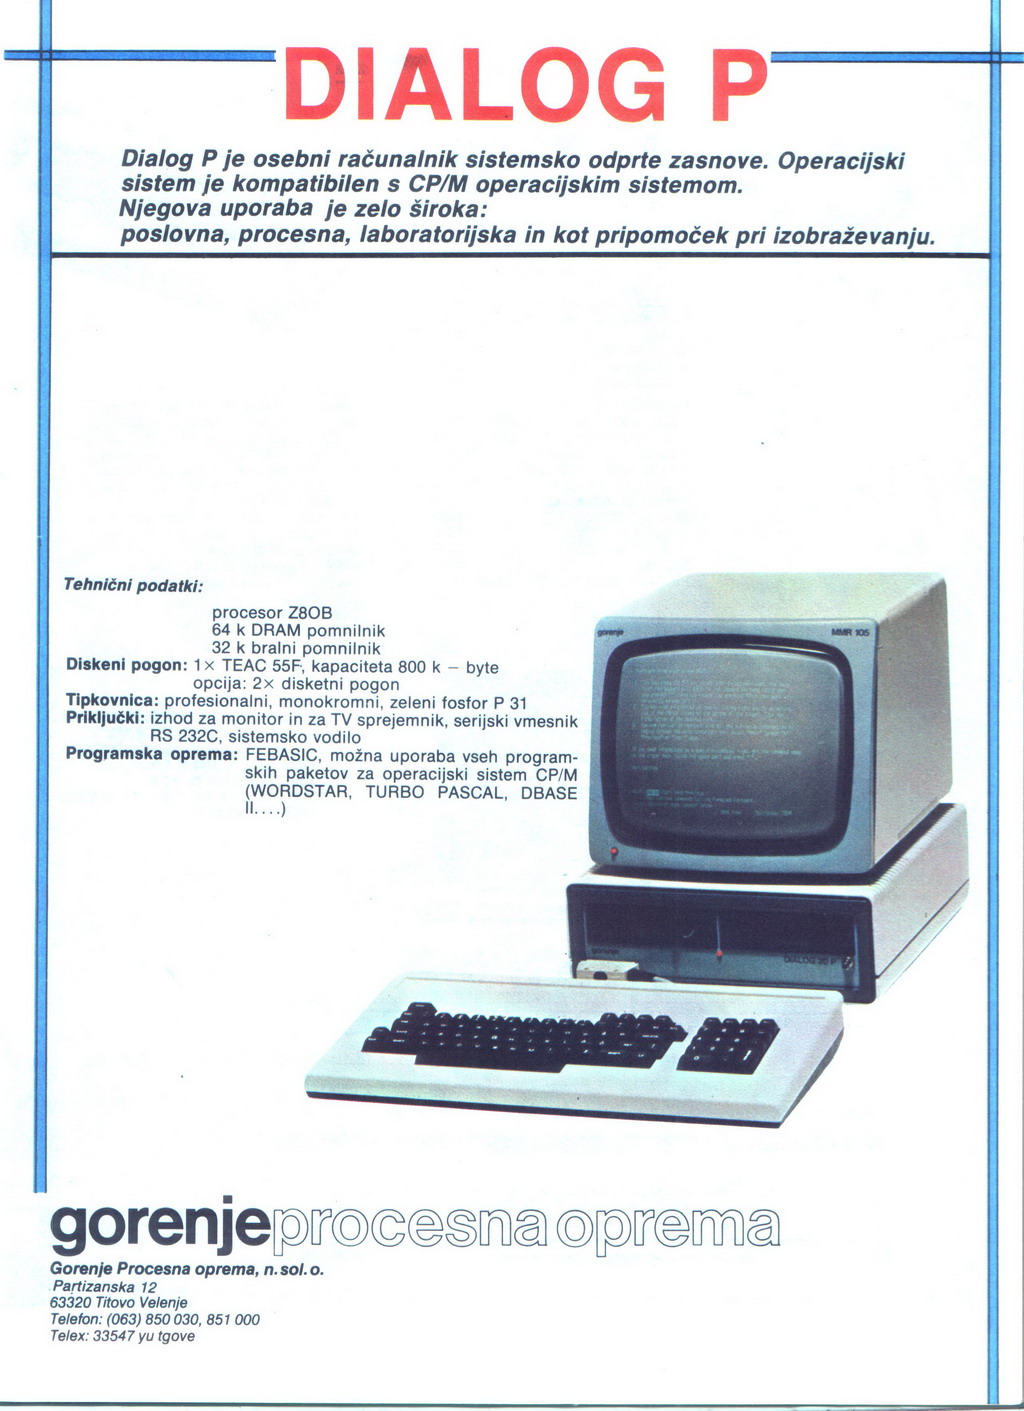 DIALOG P
Dialog P je osebni računalnik sistemsko odprte zasnove. Operacijski
sistem je kompatibilen s CP/M operacijskim sistemom.
Njegova uporaba je zelo široka:
poslovna, procesna, laboratorijska in kot pripomoček pri izobraževanju.
Tehnični podatki:
procesor Z8OB
64 k DRAM pomnilnik
32 k bralni pomnilnik
Diskeni pogon: 1× TEAC 55F, kapaciteta 800 k – byte
opcija: 2× disketni pogon
Tipkovnica: profesionalni, monokromni, zeleni fosfor P 31
Priključki: izhod za monitor in za TV sprejemnik, serijski vmesnik
RS 232C, sistemsko vodilo
Programska oprema: FEBASIC, možna uporaba vseh program-
skih paketov za operacijski sistem CP/M
(WORDSTAR, TURBO PASCAL, DBASE
II....)
gorenje MMR 105
gorenje DIALOG 20 P
gorenje procesna oprema
Gorenje Procesna oprema, n. sol. o.
Partizanska 12
63320 Titovo Velenje
Telefon: (063) 850 030, 851 000
Telex: 33547 yu tgove